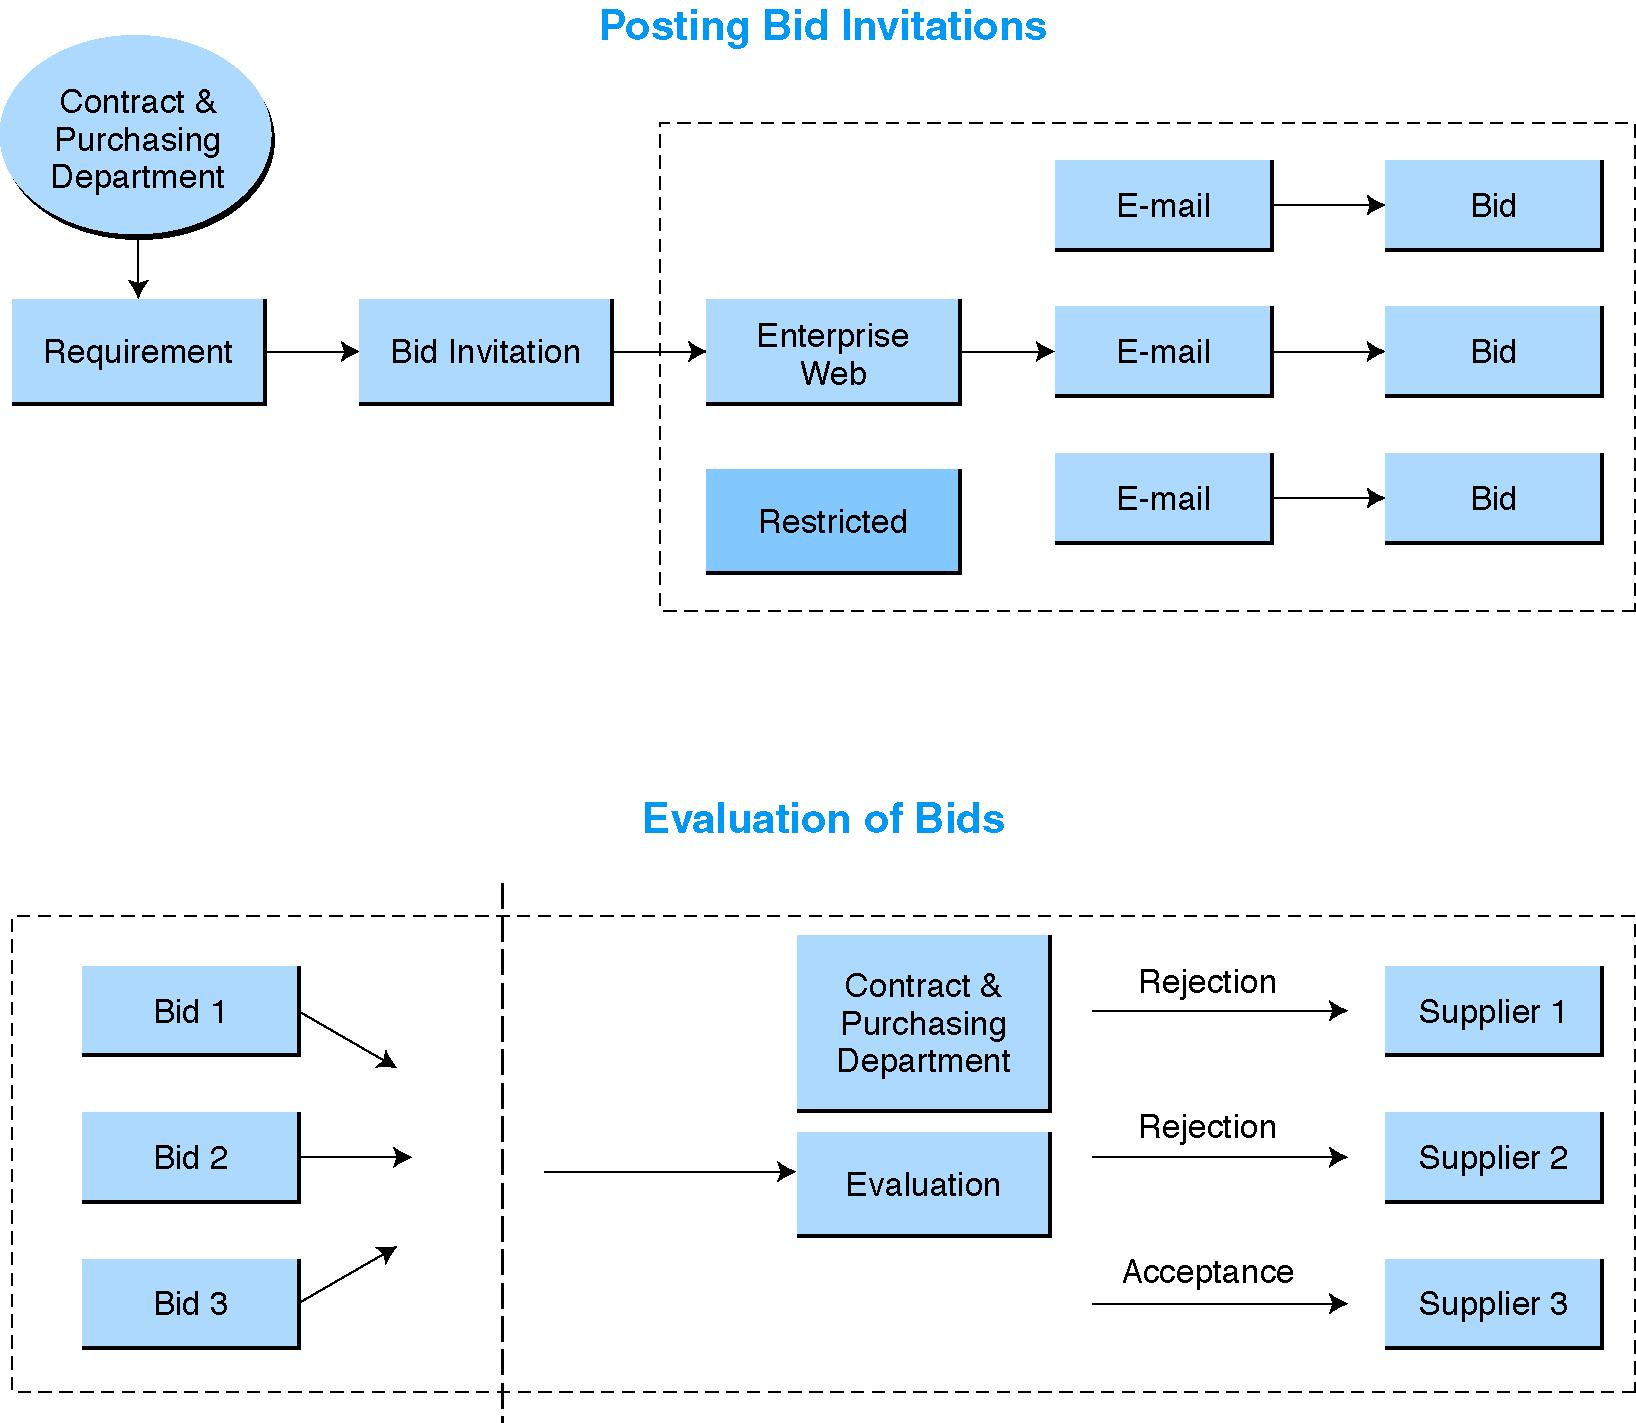 Posting Bid Invitations
Contract &
Purchasing
Department
E-mail
Bid
Requirement
Bid Invitation
Enterprise
Web
E-mail
Bid
Restricted
E-mail
Bid
Evaluation of Bids
Bid 1
Bid 2
Bid 3
Contract &
Purchasing
Department
Evaluation
Rejection
Supplier 1
Rejection
Supplier 2
Acceptance
Supplier 3